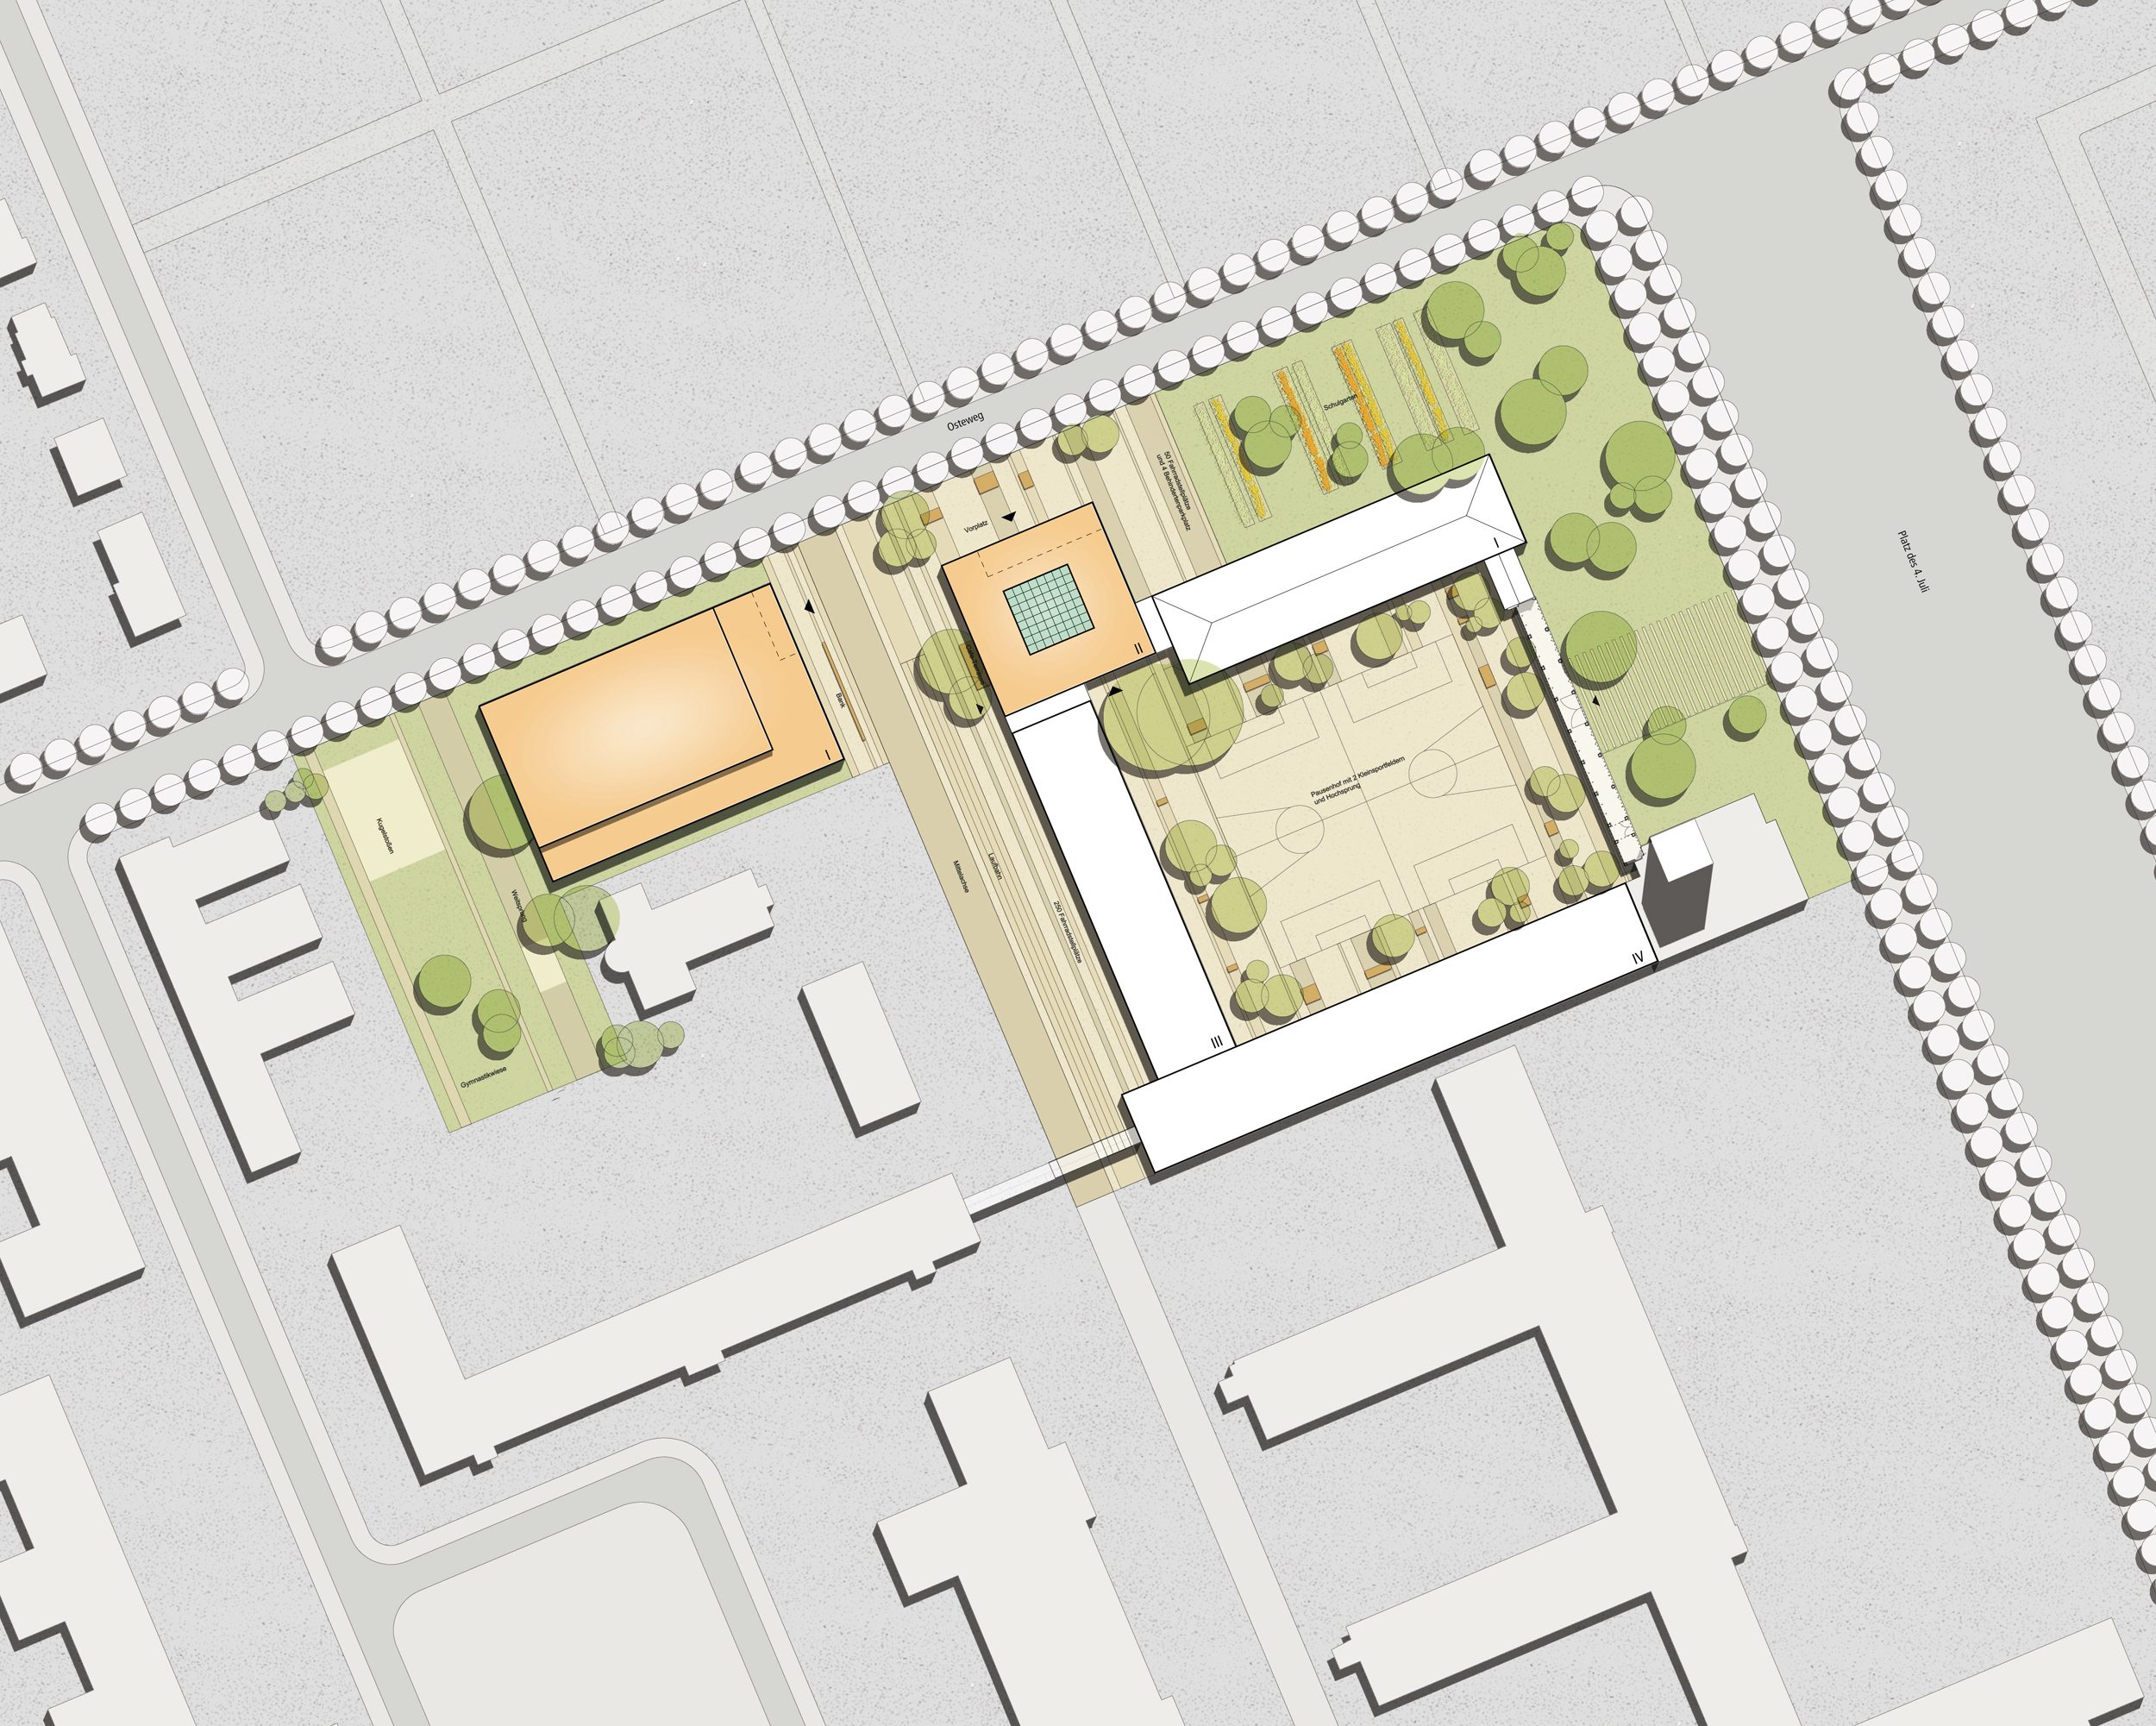 Osteweg
Platz des 4. Juli
Schulgarten
50 Fahrradstellplätze
und 4 Behindertenparkplatz
Vorplatz
I
II
I
Bank
Pausenhof mit 2 Kleinsportfeldern
und Hochsprung
Kugelstoßen
Weitsprung
Mittelachse
Laufbahn
250 Fahrradstellplätze
IV
III
Gymnastikwiese